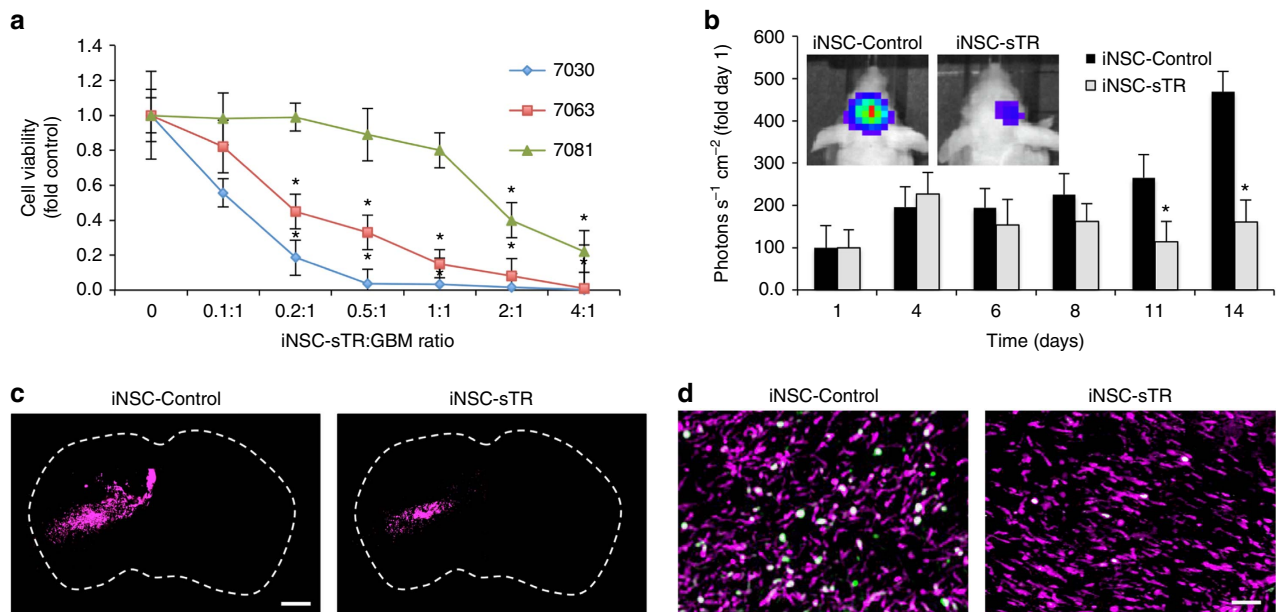 a
1.4
1.2
1.0
0.8
0.6
0.4
0.2
0.0
Cell viability
(fold control)
7030
7063
7081
*
*
*
*
*
*
*
*
*
*
0
0.1:1
0.2:1
0.5:1
1:1
2:1
4:1
iNSC-sTR:GBM ratio
b
600
500
400
300
200
100
0.0
Photons s⁻¹ cm⁻² (fold day 1)
iNSC-Control
iNSC-sTR
iNSC-Control
iNSC-sTR
*
*
1
4
6
8
11
14
Time (days)
c
iNSC-Control
iNSC-sTR
d
iNSC-Control
iNSC-sTR